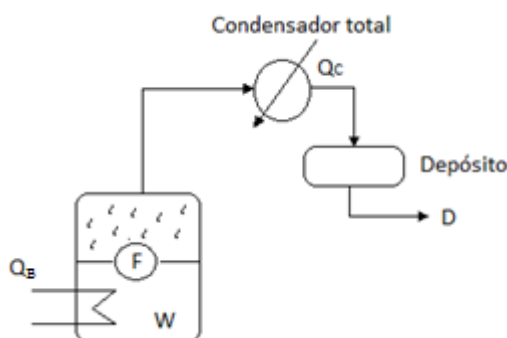 Condensador total
Qc
Depósito
D
F
QB
W